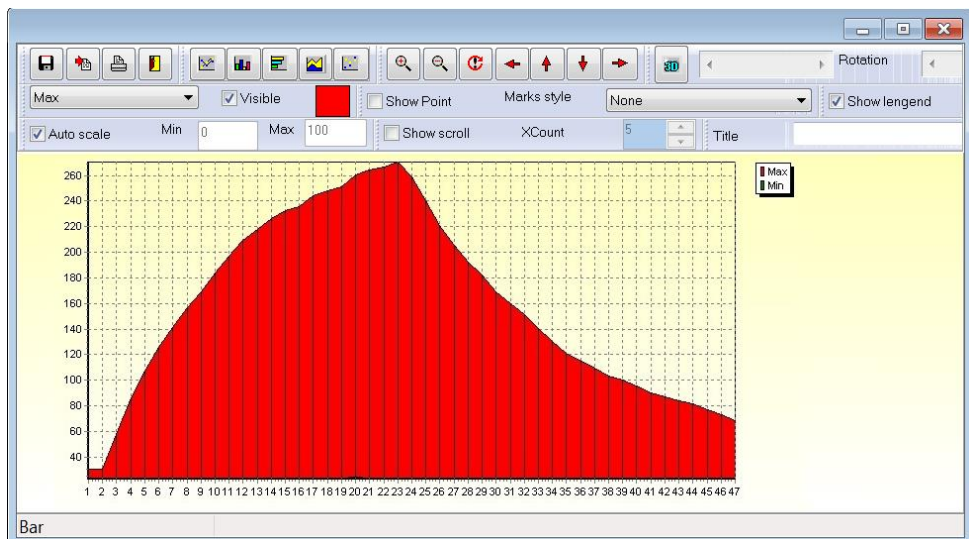 3D Rotation
Max Visible Show Point Marks style None Show lengend
Auto scale Min 0 Max 100 Show scroll XCount 5 Title
260
240
220
200
180
160
140
120
100
80
60
40
1 2 3 4 5 6 7 8 9 10 11 12 13 14 15 16 17 18 19 20 21 22 23 24 25 26 27 28 29 30 31 32 33 34 35 36 37 38 39 40 41 42 43 44 45 46 47
Max
Min
Bar